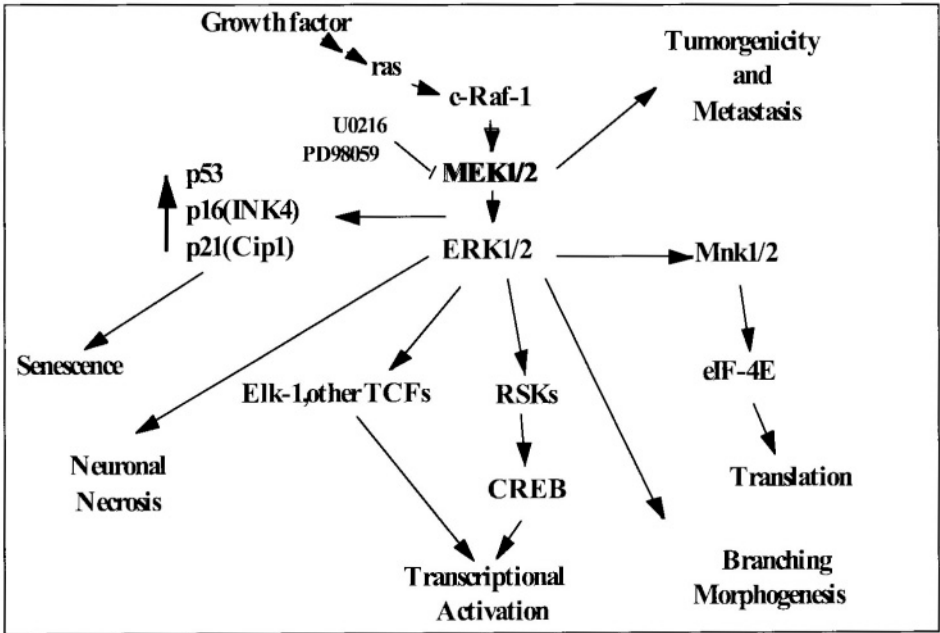 Growth factor
ras
c-Raf-1
Tumorgenicity
and
Metastasis
U0216
PD98059
MEK1/2
p53
p16(INK4)
p21(Cip1)
ERK1/2
Mnk1/2
Senescence
Elk-1,other TCFs
RSKs
eIF-4E
Neuronal
Necrosis
CREB
Translation
Transcriptional
Activation
Branching
Morphogenesis